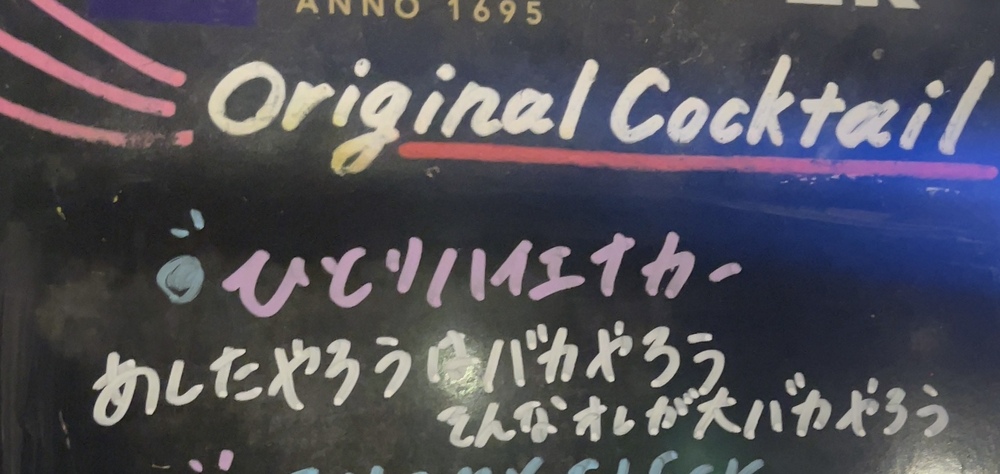 ANNO 1695
Original Cocktail
ひとりハイエナカー
あしたやろうはバカやろう
そんなオレが大バカやろう